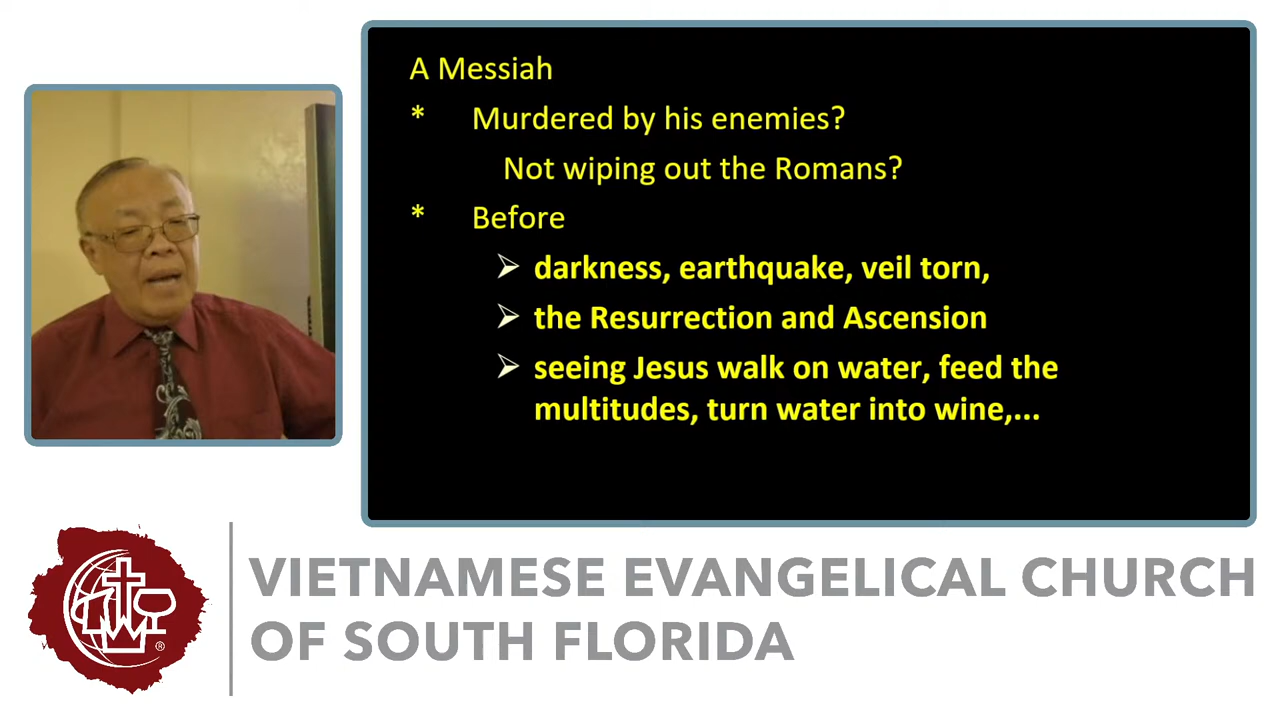 A Messiah
* Murdered by his enemies?
Not wiping out the Romans?
* Before
➢ darkness, earthquake, veil torn,
➢ the Resurrection and Ascension
➢ seeing Jesus walk on water, feed the
multitudes, turn water into wine,...
VIETNAMESE EVANGELICAL CHURCH
OF SOUTH FLORIDA
®